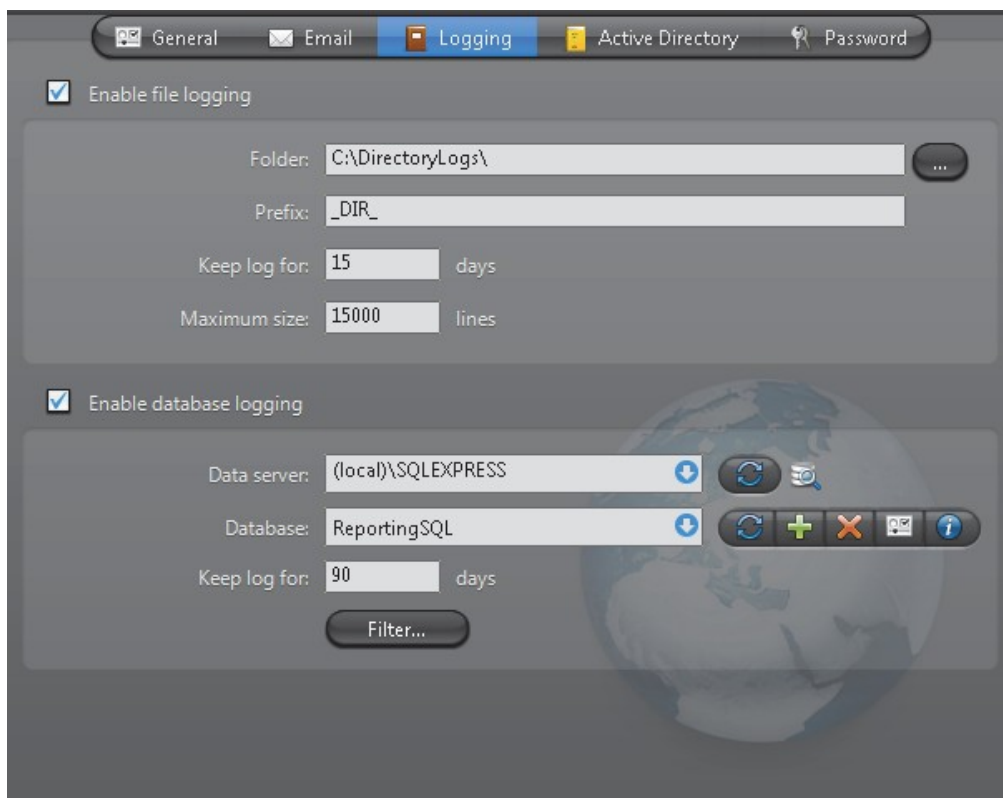 General Email Logging Active Directory Password
Enable file logging
Folder: C:\DirectoryLogs\ ...
Prefix: _DIR_
Keep log for: 15 days
Maximum size: 15000 lines
Enable database logging
Data server: (local)\SQLEXPRESS
Database: ReportingSQL
Keep log for: 90 days
Filter...